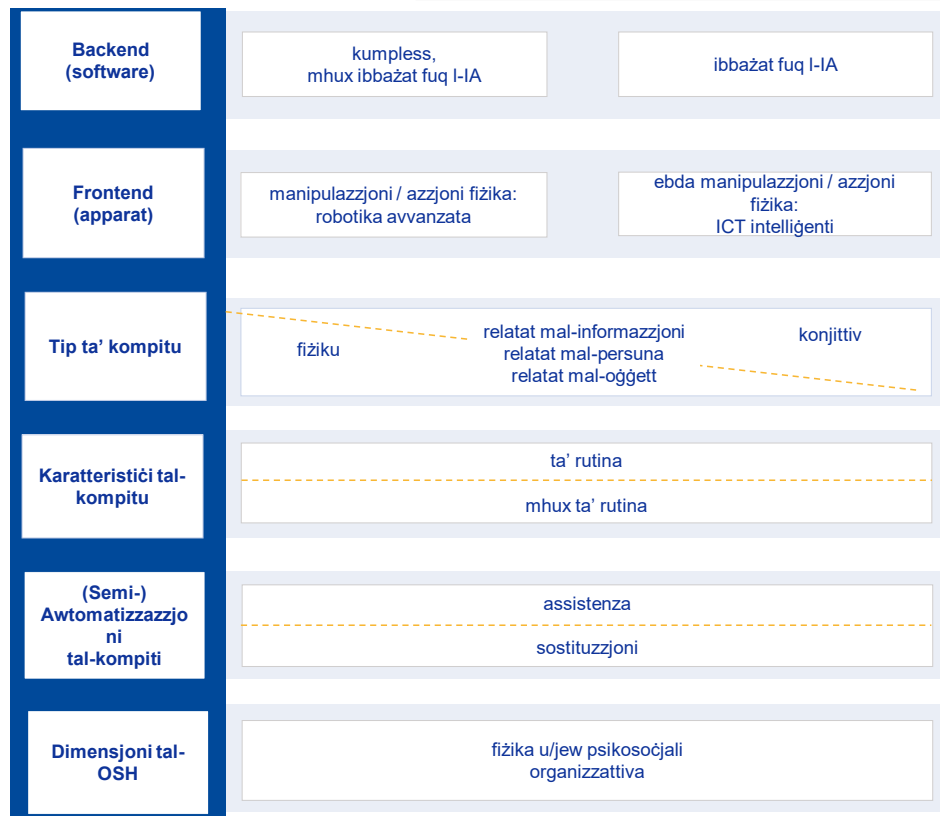 Backend
(software)
kumpless,
mhux ibbażat fuq l-IA
ibbażat fuq l-IA
Frontend
(apparat)
manipulazzjoni / azzjoni fiżika:
robotika avvanzata
ebda manipulazzjoni / azzjoni
fiżika:
ICT intelliġenti
Tip ta’ kompitu
fiżiku
relatat mal-informazzjoni
relatat mal-persuna
relatat mal-oġġett
konjittiv
Karatteristiċi tal-
kompitu
ta’ rutina
mhux ta’ rutina
(Semi-)
Awtomatizzazzjo
ni
tal-kompiti
assistenza
sostituzzjoni
Dimensjoni tal-
OSH
fiżika u/jew psikosoċjali
organizzattiva